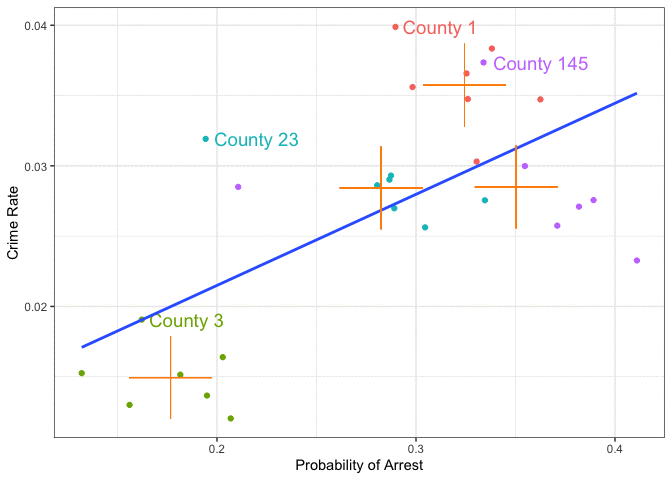 0.04
County 1
County 145
County 23
0.03
Crime Rate
0.02
County 3
0.2
0.3
0.4
Probability of Arrest